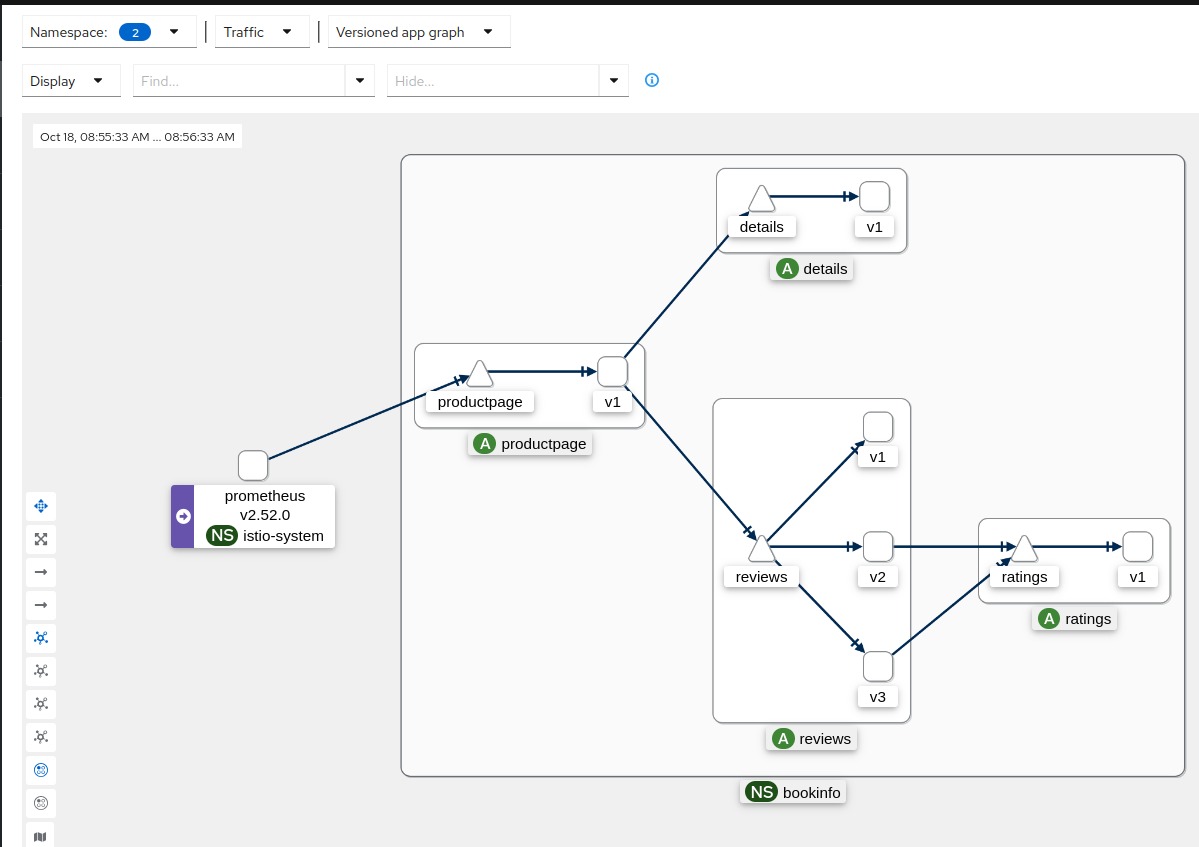 Namespace: 2
Traffic
Versioned app graph
Display
Find...
Hide...
Oct 18, 08:55:33 AM ... 08:56:33 AM
details
v1
A details
productpage
v1
A productpage
prometheus
v2.52.0
NS istio-system
v1
reviews
v2
v3
A reviews
ratings
v1
A ratings
NS bookinfo